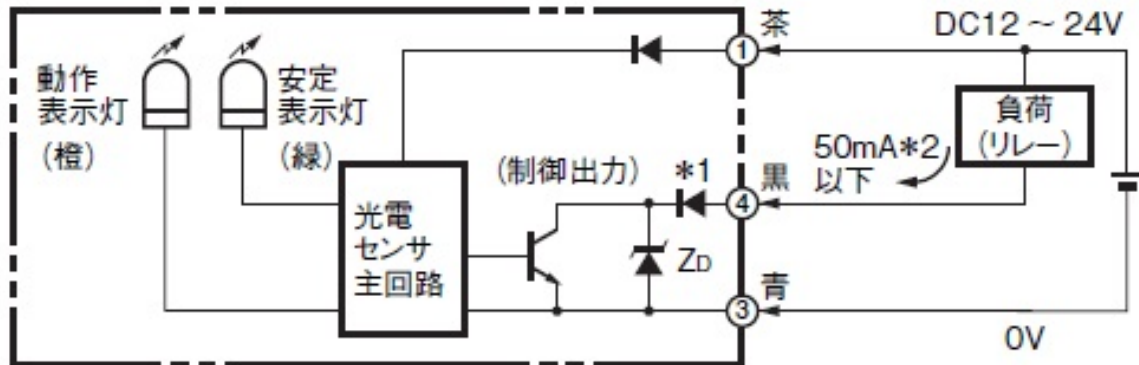 動作
表示灯
(橙)
安定
表示灯
(緑)
光電
センサ
主回路
(制御出力)
*1
ZD
①
茶
④
黒
③
青
DC12 ~ 24V
負荷
(リレー)
50mA*2
以下
0V